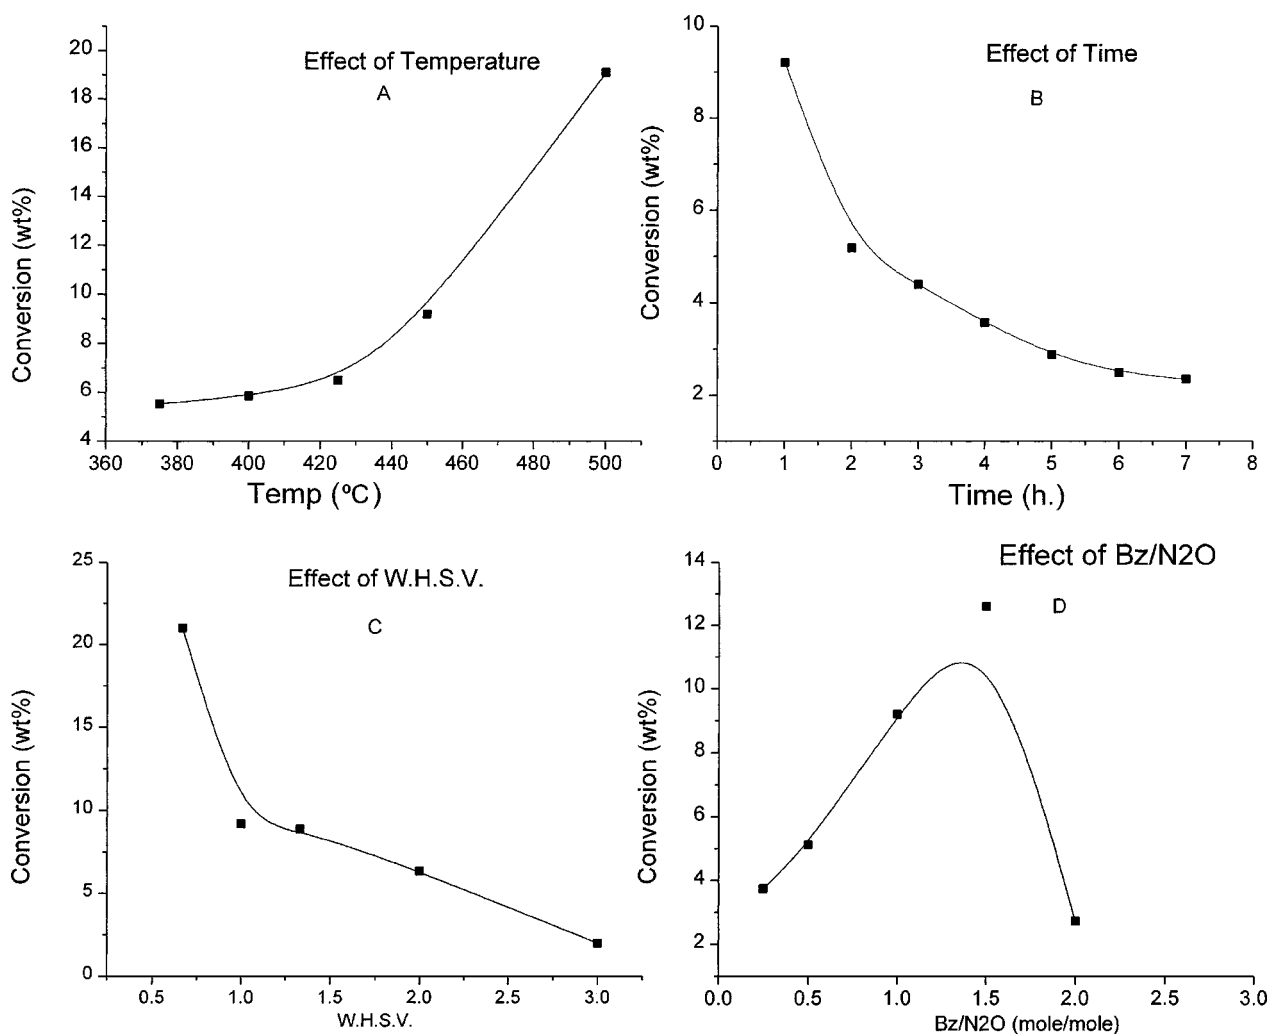 Effect of Temperature
A
Conversion (wt%)
20
18
16
14
12
10
8
6
4
360 380 400 420 440 460 480 500
Temp (ºC)
Effect of Time
B
Conversion (wt%)
10
8
6
4
2
0 1 2 3 4 5 6 7 8
Time (h.)
Effect of W.H.S.V.
C
Conversion (wt%)
25
20
15
10
5
0
0.5 1.0 1.5 2.0 2.5 3.0
W.H.S.V.
Effect of Bz/N2O
D
Conversion (wt%)
14
12
10
8
6
4
2
0.0 0.5 1.0 1.5 2.0 2.5 3.0
Bz/N2O (mole/mole)